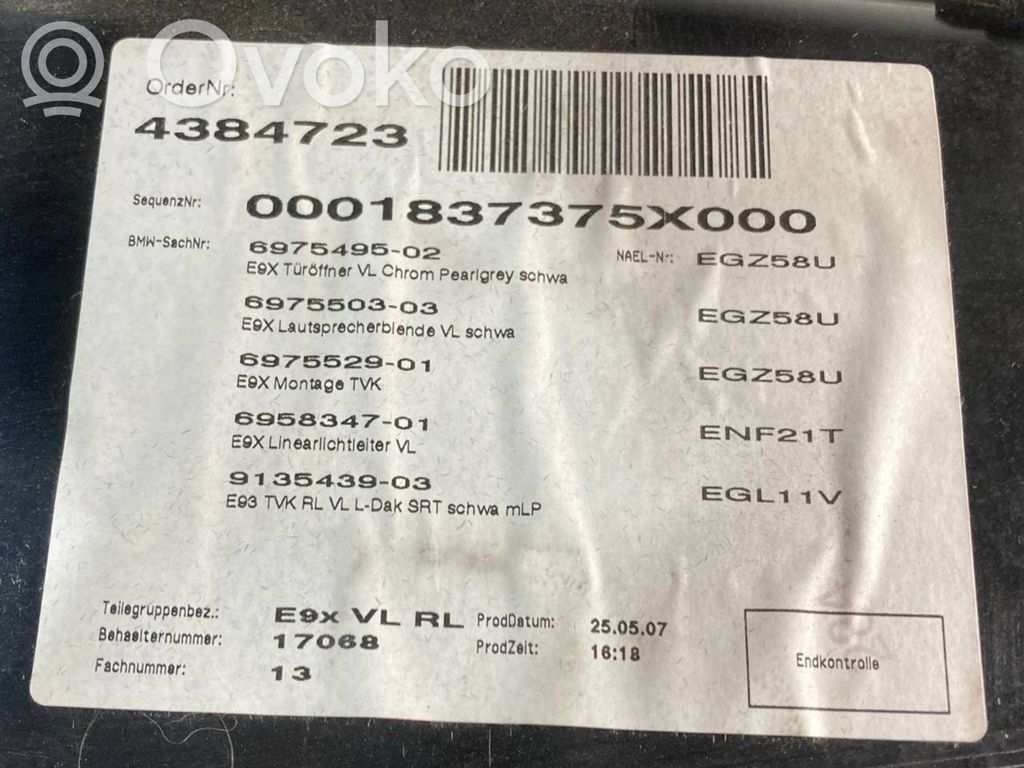 Ovoko
OrderNr:
4384723
SequenzNr: 0001837375X000
BMW-SachNr: 6975495-02 NAEL-Nr: EGZ58U
E9X Türöffner VL Chrom Pearlgrey schwa
6975503-03 EGZ58U
E9X Lautsprecherblende VL schwa
6975529-01 EGZ58U
E9X Montage TVK
6958347-01 ENF21T
E9X Linearlichtleiter VL
9135439-03 EGL11V
E93 TVK RL VL L-Dak SRT schwa mLP
Teilegruppenbez.: E9x VL RL ProdDatum: 25.05.07
Behaelternummer: 17068 ProdZeit: 16:18
Fachnummer: 13 Endkontrolle